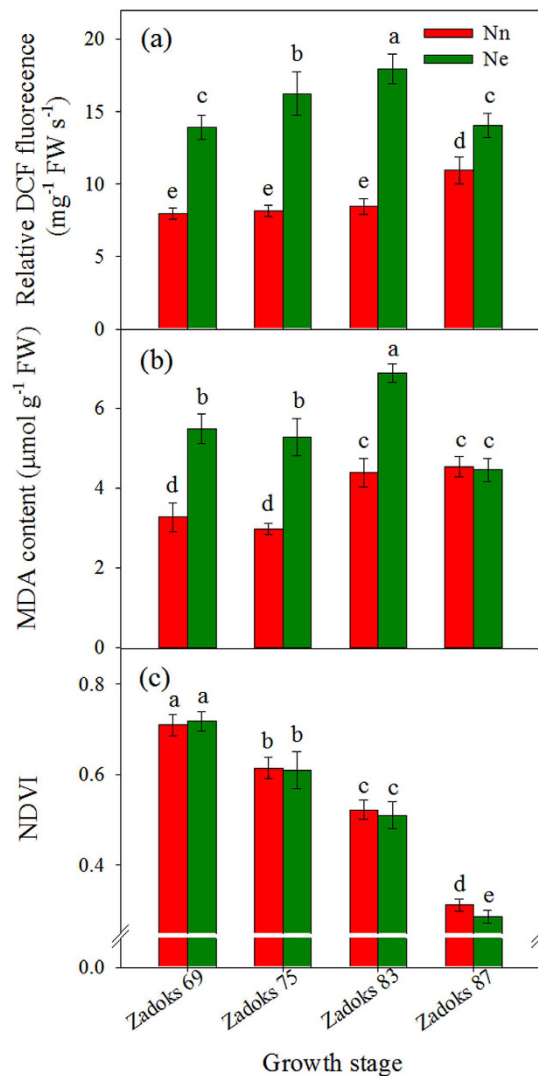 (a)
Nn
Ne
Relative DCF fluorecence
(mg⁻¹ FW s⁻¹)
20
15
10
5
0
e
c
e
b
e
a
d
c
(b)
MDA content (µmol g⁻¹ FW)
6
4
2
0
d
b
d
b
c
a
c
c
(c)
NDVI
0.8
0.6
0.4
0.0
a
a
b
b
c
c
d
e
Zadoks 69
Zadoks 75
Zadoks 83
Zadoks 87
Growth stage